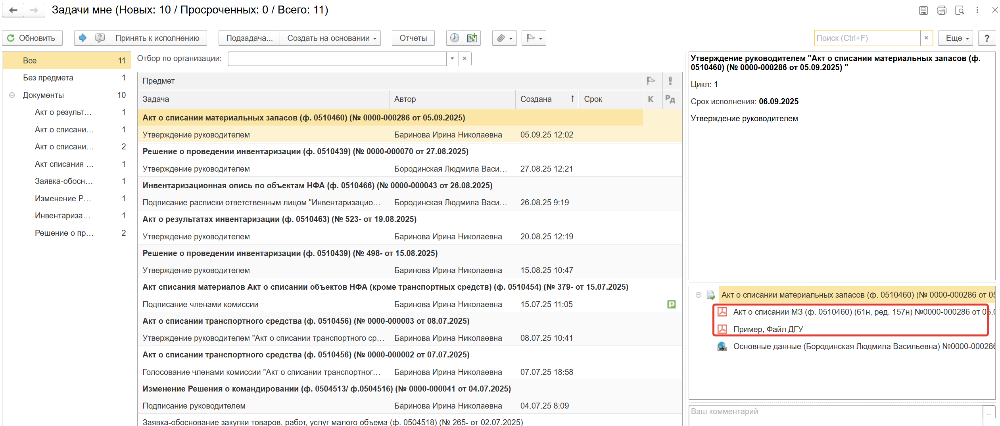 Задачи мне (Новых: 10 / Просроченных: 0 / Всего: 11)
Обновить
Принять к исполнению
Подзадача...
Создать на основании
Отчеты
Поиск (Ctrl+F)
×
Еще
?
Все 11
Без предмета 1
Документы 10
Акт о результ... 1
Акт о списани... 1
Акт о списани... 2
Акт списания ... 1
Заявка-обосн... 1
Изменение Р... 1
Инвентариза... 1
Решение о пр... 2
Отбор по организации:
×
Предмет
Задача Автор Создана ↑ Срок К Рд
Акт о списании материальных запасов (ф. 0510460) (№ 0000-000286 от 05.09.2025)
Утверждение руководителем Баринова Ирина Николаевна 05.09.25 12:02
Решение о проведении инвентаризации (ф. 0510439) (№ 0000-000070 от 27.08.2025)
Утверждение руководителем Бородинская Людмила Васи... 27.08.25 12:21
Инвентаризационная опись по объектам НФА (ф. 0510466) (№ 0000-000043 от 26.08.2025)
Подписание расписки ответственным лицом "Инвентаризацио... Бородинская Людмила Васи... 26.08.25 9:19
Акт о результатах инвентаризации (ф. 0510463) (№ 523- от 19.08.2025)
Утверждение руководителем Баринова Ирина Николаевна 20.08.25 12:19
Решение о проведении инвентаризации (ф. 0510439) (№ 498- от 15.08.2025)
Утверждение руководителем Баринова Ирина Николаевна 15.08.25 10:47
Акт списания материалов Акт о списании объектов НФА (кроме транспортных средств) (ф. 0510454) (№ 379- от 15.07.2025)
Подписание членами комиссии Баринова Ирина Николаевна 15.07.25 11:05 P
Акт о списании транспортного средства (ф. 0510456) (№ 0000-000003 от 08.07.2025)
Утверждение руководителем "Акт о списании транспортного ср... Баринова Ирина Николаевна 08.07.25 10:41
Акт о списании транспортного средства (ф. 0510456) (№ 0000-000002 от 07.07.2025)
Голосование членами комиссии "Акт о списании транспортног... Баринова Ирина Николаевна 07.07.25 18:58
Изменение Решения о командировании (ф. 0504513/ ф.0504516) (№ 0000-000041 от 04.07.2025)
Подписание руководителем Баринова Ирина Николаевна 04.07.25 8:09
Заявка-обоснование закупки товаров, работ, услуг малого объема (ф. 0504518) (№ 265- от 02.07.2025)
Утверждение руководителем "Акт о списании материальных запасов (ф.
0510460) (№ 0000-000286 от 05.09.2025) "
Цикл: 1
Срок исполнения: 06.09.2025
Утверждение руководителем
Акт о списании материальных запасов (ф. 0510460) (№ 0000-000286 от 05
Акт о списании МЗ (ф. 0510460) (61н, ред. 157н) №0000-000286 от 05.0
Пример, Файл ДГУ
Основные данные (Бородинская Людмила Васильевна) №0000-000286
Ваш комментарий
...